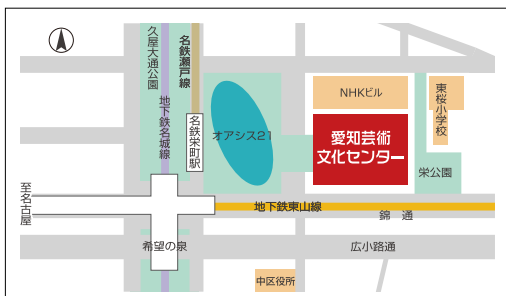 久屋大通公園
名鉄瀬戸線
地下鉄名城線
名鉄栄町駅
オアシス21
NHKビル
愛知芸術
文化センター
東桜小学校
栄公園
至名古屋
地下鉄東山線
錦通
希望の泉
広小路通
中区役所